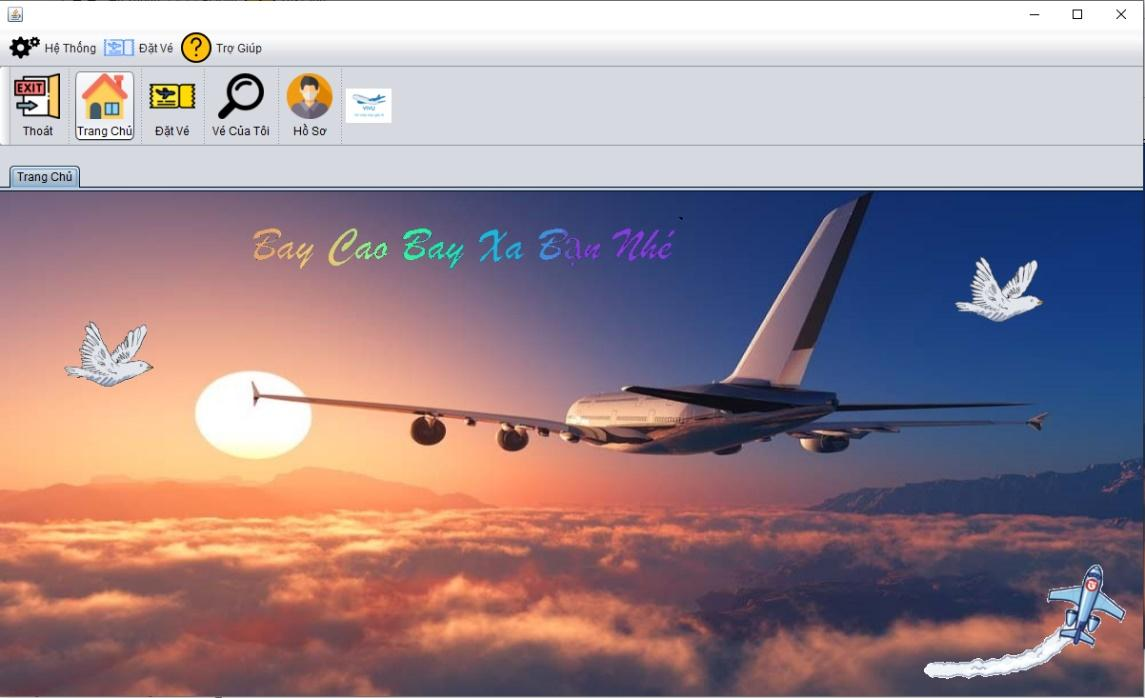 Hệ Thống Đặt Vé ? Trợ Giúp
EXIT
Thoát Trang Chủ Đặt Vé Vé Của Tôi Hồ Sơ
VIVU
Trang Chủ
Bay Cao Bay Xa Bạn Nhé